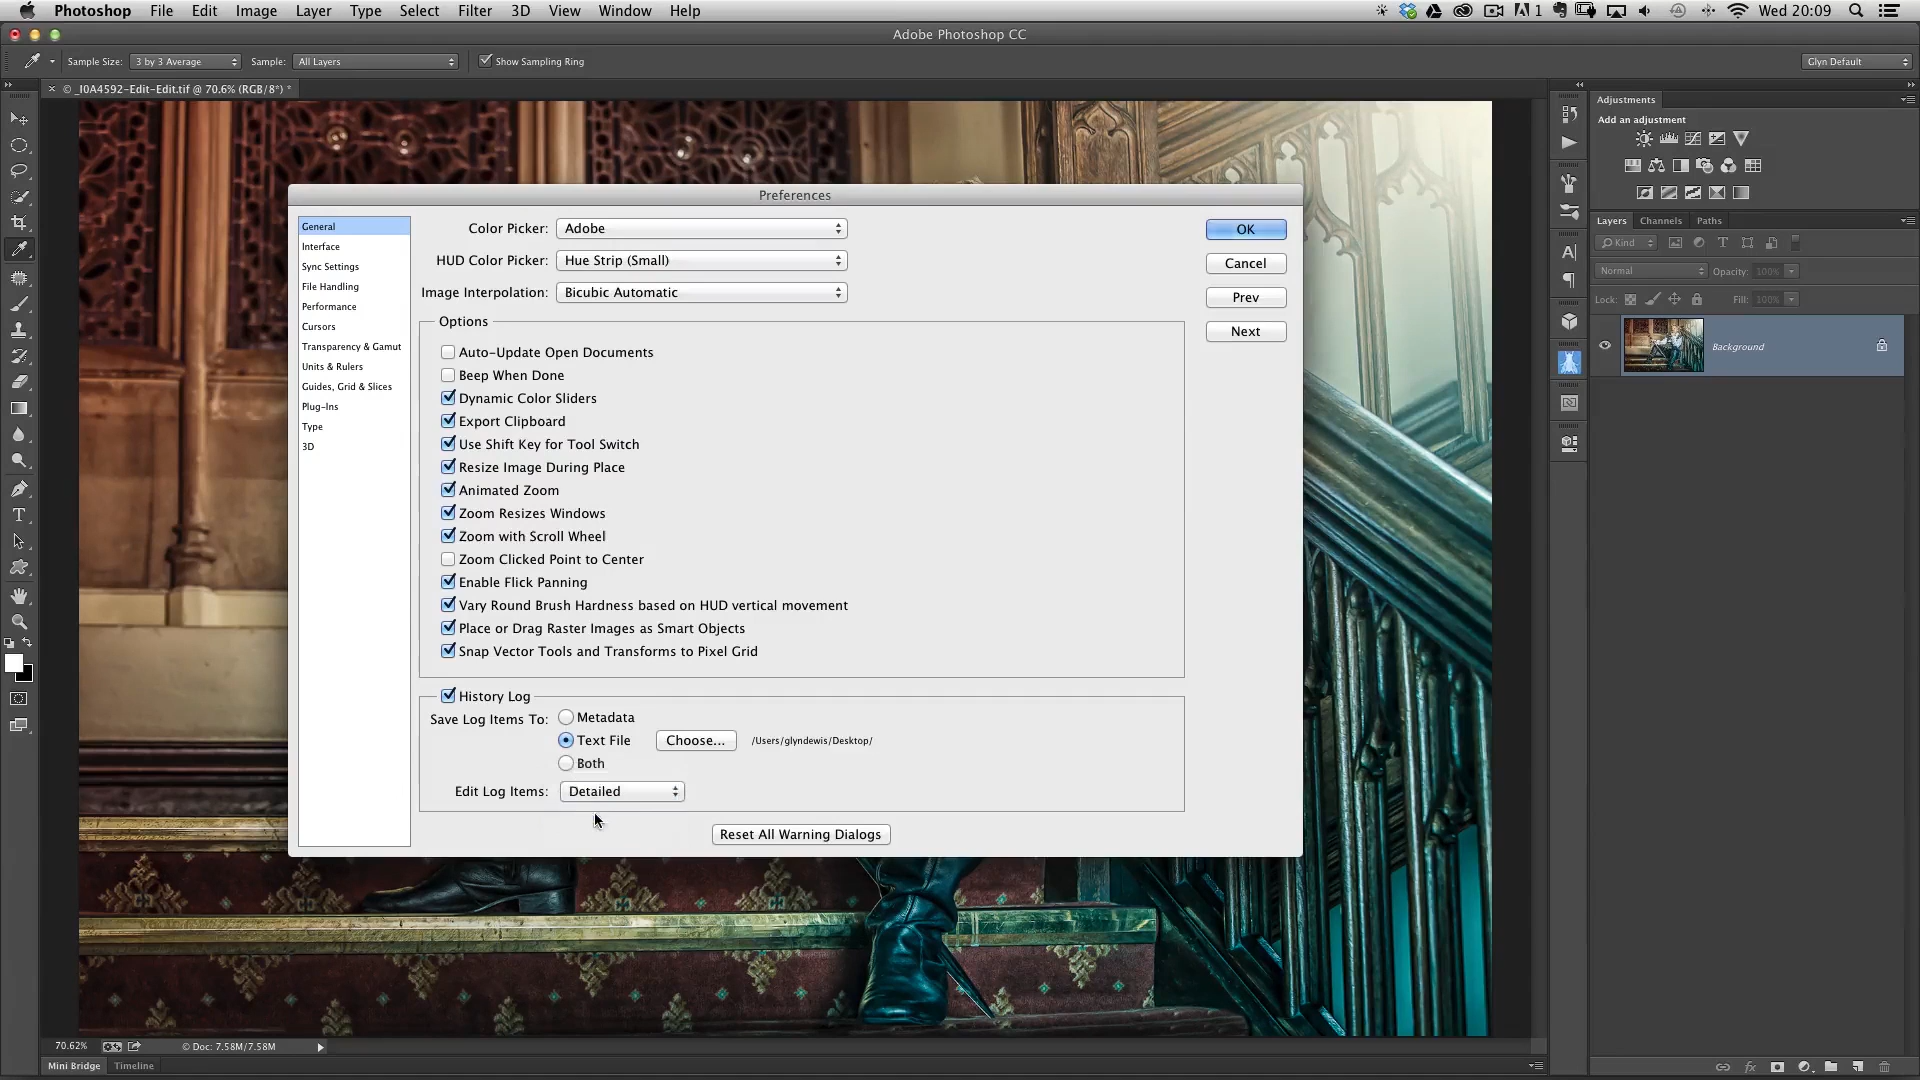 Photoshop File Edit Image Layer Type Select Filter 3D View Window Help 1 Wed 20:09
Adobe Photoshop CC
Sample Size: 3 by 3 Average Sample: All Layers Show Sampling Ring Glyn Default
© _I0A4592-Edit-Edit.tif @ 70.6% (RGB/8*) *
Preferences
General
Interface
Sync Settings
File Handling
Performance
Cursors
Transparency & Gamut
Units & Rulers
Guides, Grid & Slices
Plug-Ins
Type
3D
Color Picker: Adobe
HUD Color Picker: Hue Strip (Small)
Image Interpolation: Bicubic Automatic
Options
Auto-Update Open Documents
Beep When Done
Dynamic Color Sliders
Export Clipboard
Use Shift Key for Tool Switch
Resize Image During Place
Animated Zoom
Zoom Resizes Windows
Zoom with Scroll Wheel
Zoom Clicked Point to Center
Enable Flick Panning
Vary Round Brush Hardness based on HUD vertical movement
Place or Drag Raster Images as Smart Objects
Snap Vector Tools and Transforms to Pixel Grid
History Log
Save Log Items To: Metadata
Text File Choose... /Users/glyndewis/Desktop/
Both
Edit Log Items: Detailed
Reset All Warning Dialogs
OK
Cancel
Prev
Next
Adjustments
Add an adjustment
Layers Channels Paths
Kind
Normal Opacity: 100%
Lock: Fill: 100%
Background
70.62% © Doc: 7.58M/7.58M
Mini Bridge Timeline